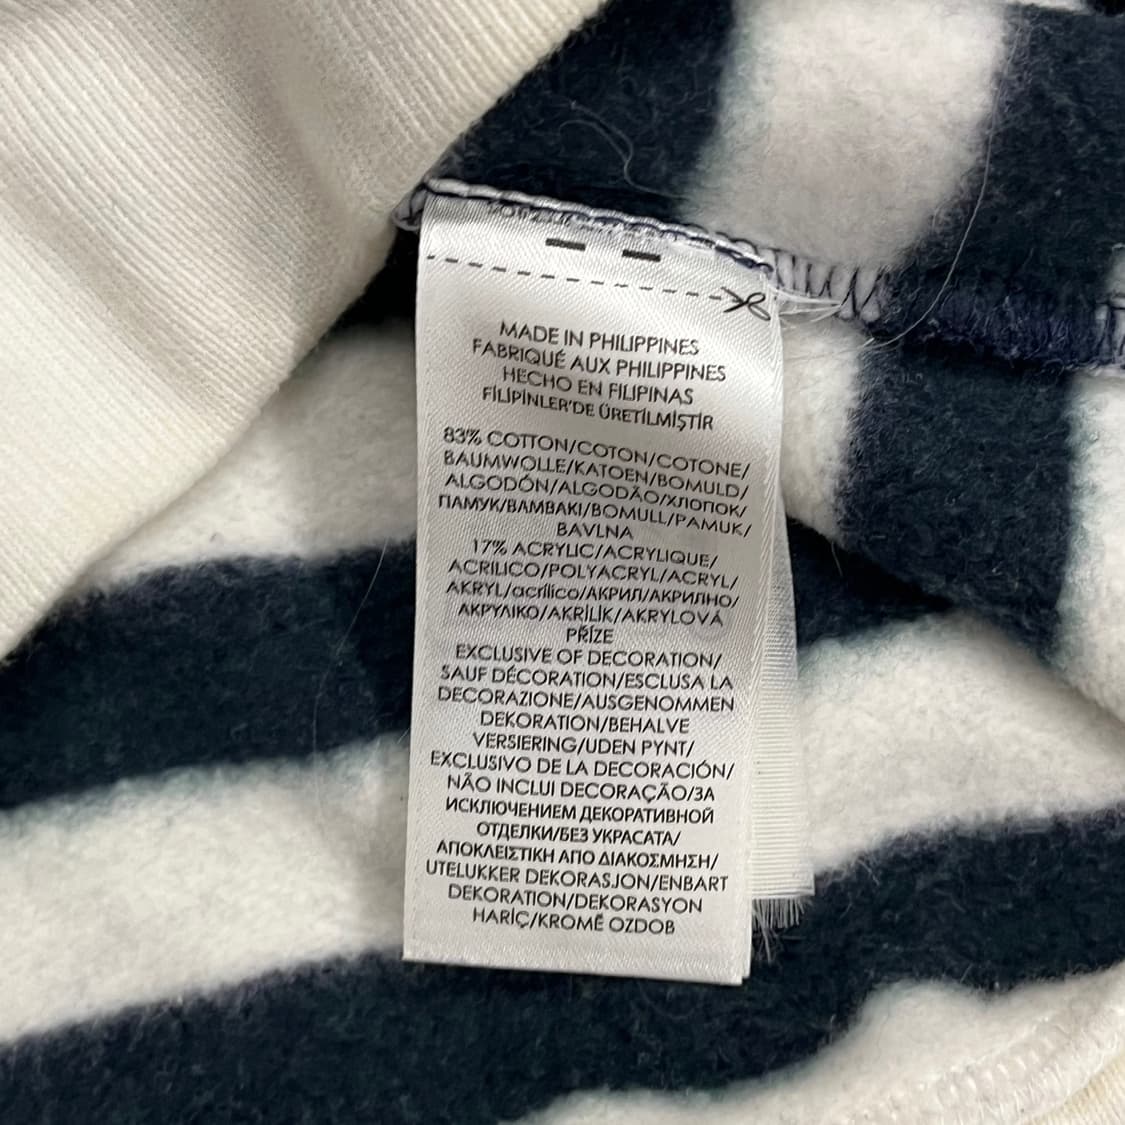 MADE IN PHILIPPINES
FABRIQUÉ AUX PHILIPPINES
HECHO EN FILIPINAS
FİLİPİNLER'DE ÜRETİLMİŞTİR
83% COTTON/COTON/COTONE/
BAUMWOLLE/KATOEN/BOMULD/
ALGODÓN/ALGODÃO/ХЛОПОК/
ПАМУК/ΒΑΜΒΑΚΙ/BOMULL/PAMUK/
BAVLNA
17% ACRYLIC/ACRYLIQUE/
ACRILICO/POLYACRYL/ACRYL/
AKRYL/acrílico/АКРИЛ/АКРИЛНО/
ΑΚΡΥΛΙΚΟ/AKRİLİK/AKRYLOVÁ
PŘÍZE
EXCLUSIVE OF DECORATION/
SAUF DÉCORATION/ESCLUSA LA
DECORAZIONE/AUSGENOMMEN
DEKORATION/BEHALVE
VERSIERING/UDEN PYNT/
EXCLUSIVO DE LA DECORACIÓN/
NÃO INCLUI DECORAÇÃO/ЗА
ИСКЛЮЧЕНИЕМ ДЕКОРАТИВНОЙ
ОТДЕЛКИ/БЕЗ УКРАСАТА/
ΑΠΟΚΛΕΙΣΤΙΚΗ ΑΠΟ ΔΙΑΚΟΣΜΗΣΗ/
UTELUKKER DEKORASJON/ENBART
DEKORATION/DEKORASYON
HARİÇ/KROMĚ OZDOB